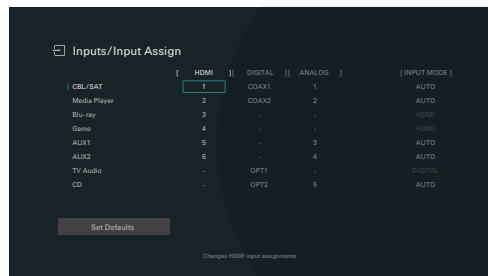 Inputs/Input Assign
[ HDMI ][ DIGITAL ][ ANALOG ] [ INPUT MODE ]
CBL/SAT 1 COAX1 1 AUTO
Media Player 2 COAX2 2 AUTO
Blu-ray 3 - - HDMI
Game 4 - - HDMI
AUX1 5 - 3 AUTO
AUX2 6 - 4 AUTO
TV Audio - OPT1 - DIGITAL
CD - OPT2 5 AUTO
Set Defaults
Changes HDMI input assignments.